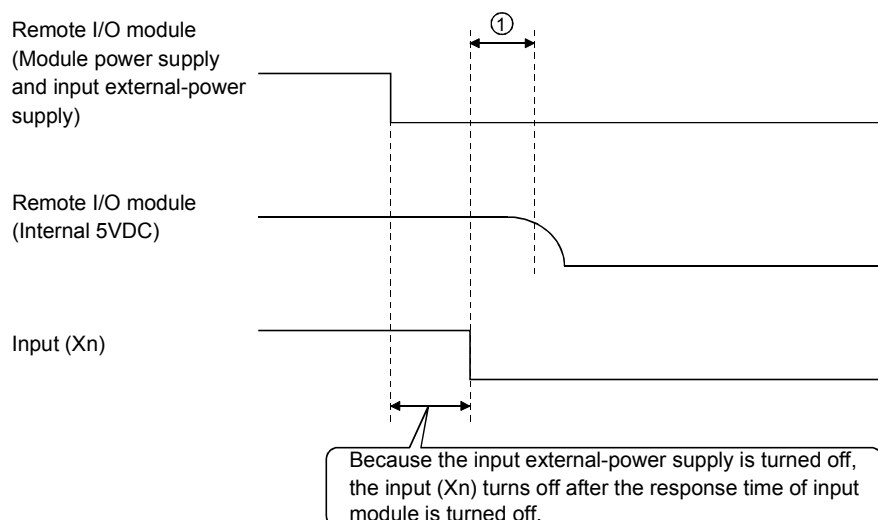 Remote I/O module
(Module power supply
and input external-power
supply)
①
Remote I/O module
(Internal 5VDC)
Input (Xn)
Because the input external-power supply is turned off,
the input (Xn) turns off after the response time of input
module is turned off.